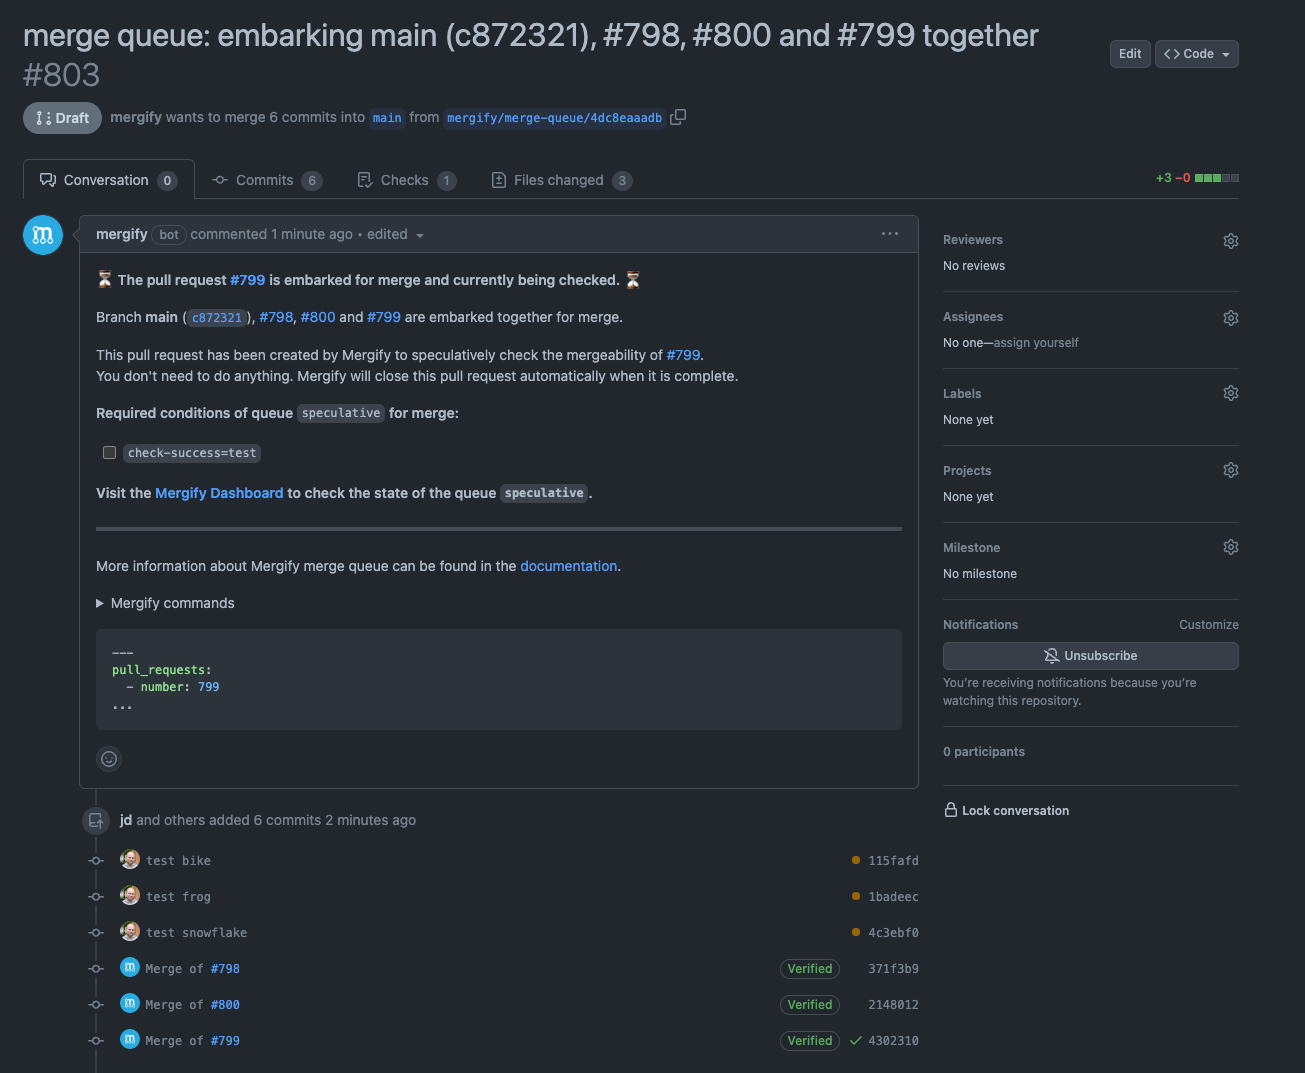 merge queue: embarking main (c872321), #798, #800 and #799 together
#803
Edit
<> Code
Draft
mergify wants to merge 6 commits into main from mergify/merge-queue/4dc8eaaadb
Conversation 0
Commits 6
Checks 1
Files changed 3
+3 −0
mergify bot commented 1 minute ago • edited
⏳ The pull request #799 is embarked for merge and currently being checked. ⏳
Branch main (c872321), #798, #800 and #799 are embarked together for merge.
This pull request has been created by Mergify to speculatively check the mergeability of #799.
You don't need to do anything. Mergify will close this pull request automatically when it is complete.
Required conditions of queue speculative for merge:
check-success=test
Visit the Mergify Dashboard to check the state of the queue speculative.
More information about Mergify merge queue can be found in the documentation.
Mergify commands
---
pull_requests:
  - number: 799
...
jd and others added 6 commits 2 minutes ago
test bike 115fafd
test frog 1badeec
test snowflake 4c3ebf0
Merge of #798 Verified 371f3b9
Merge of #800 Verified 2148012
Merge of #799 Verified 4302310
Reviewers
No reviews
Assignees
No one—assign yourself
Labels
None yet
Projects
None yet
Milestone
No milestone
Notifications Customize
Unsubscribe
You're receiving notifications because you're
watching this repository.
0 participants
Lock conversation